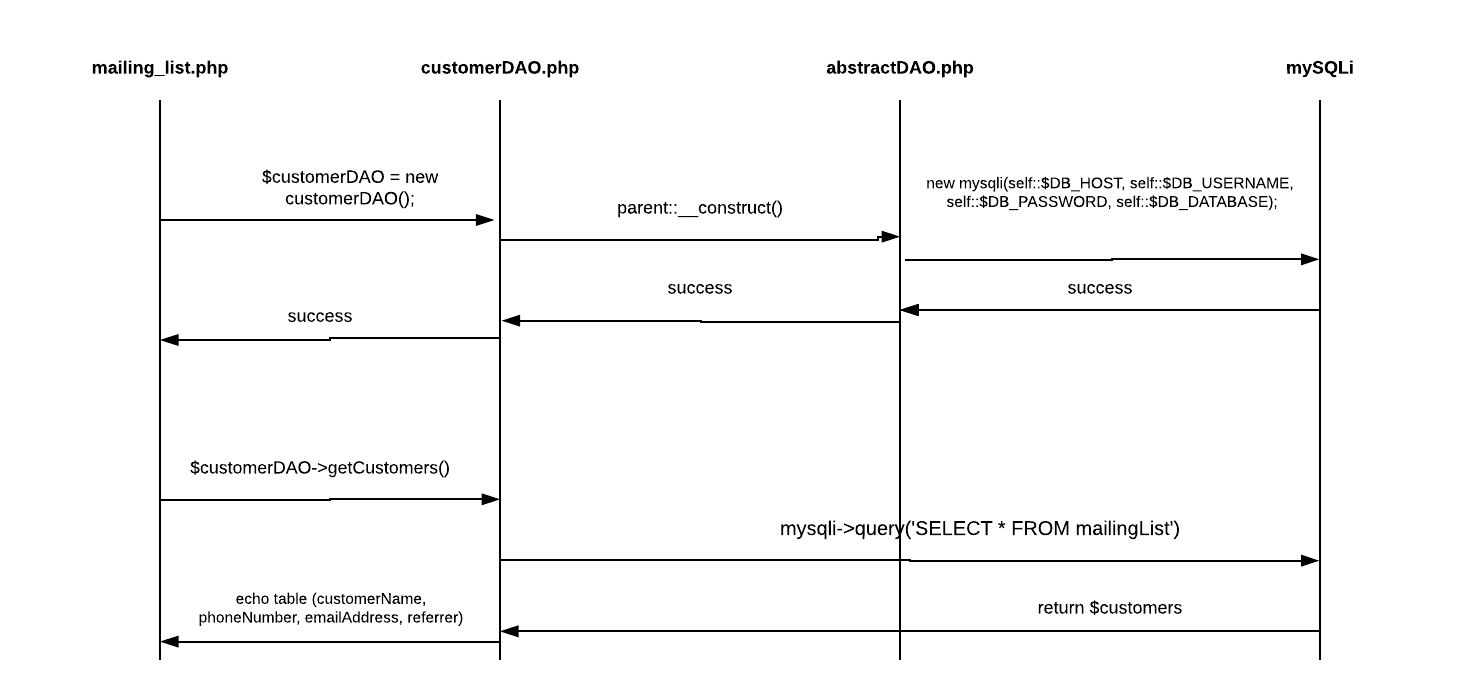 mailing_list.php
customerDAO.php
abstractDAO.php
mySQLi
$customerDAO = new
customerDAO();
parent::__construct()
new mysqli(self::$DB_HOST, self::$DB_USERNAME,
self::$DB_PASSWORD, self::$DB_DATABASE);
success
success
success
$customerDAO->getCustomers()
mysqli->query('SELECT * FROM mailingList')
echo table (customerName,
phoneNumber, emailAddress, referrer)
return $customers